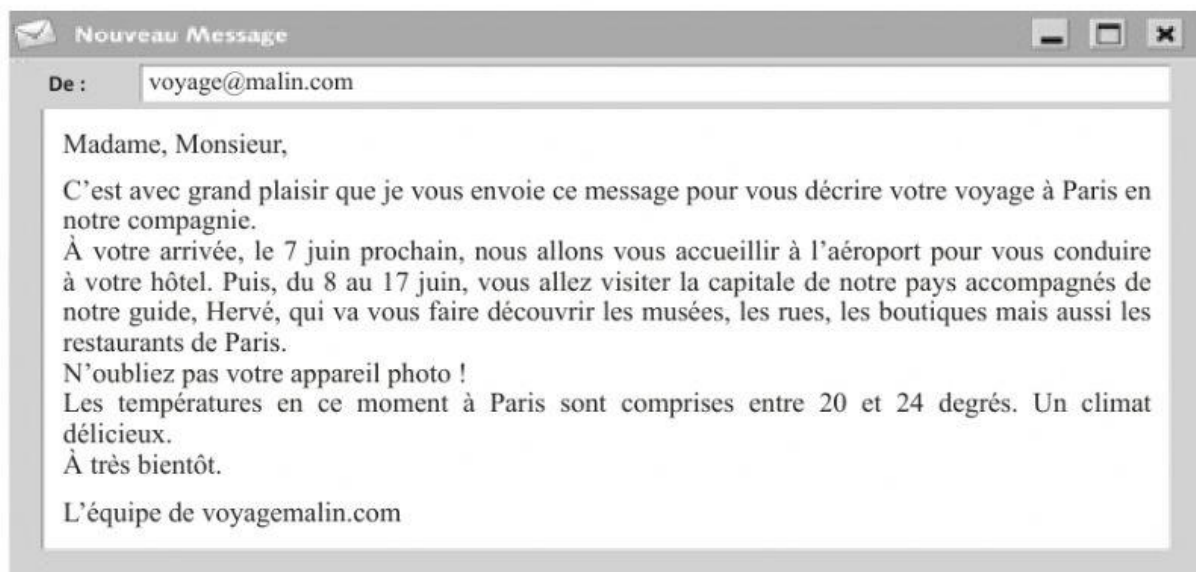 Nouveau Message
De : voyage@malin.com
Madame, Monsieur,
C’est avec grand plaisir que je vous envoie ce message pour vous décrire votre voyage à Paris en
notre compagnie.
À votre arrivée, le 7 juin prochain, nous allons vous accueillir à l’aéroport pour vous conduire
à votre hôtel. Puis, du 8 au 17 juin, vous allez visiter la capitale de notre pays accompagnés de
notre guide, Hervé, qui va vous faire découvrir les musées, les rues, les boutiques mais aussi les
restaurants de Paris.
N’oubliez pas votre appareil photo !
Les températures en ce moment à Paris sont comprises entre 20 et 24 degrés. Un climat
délicieux.
À très bientôt.
L’équipe de voyagemalin.com